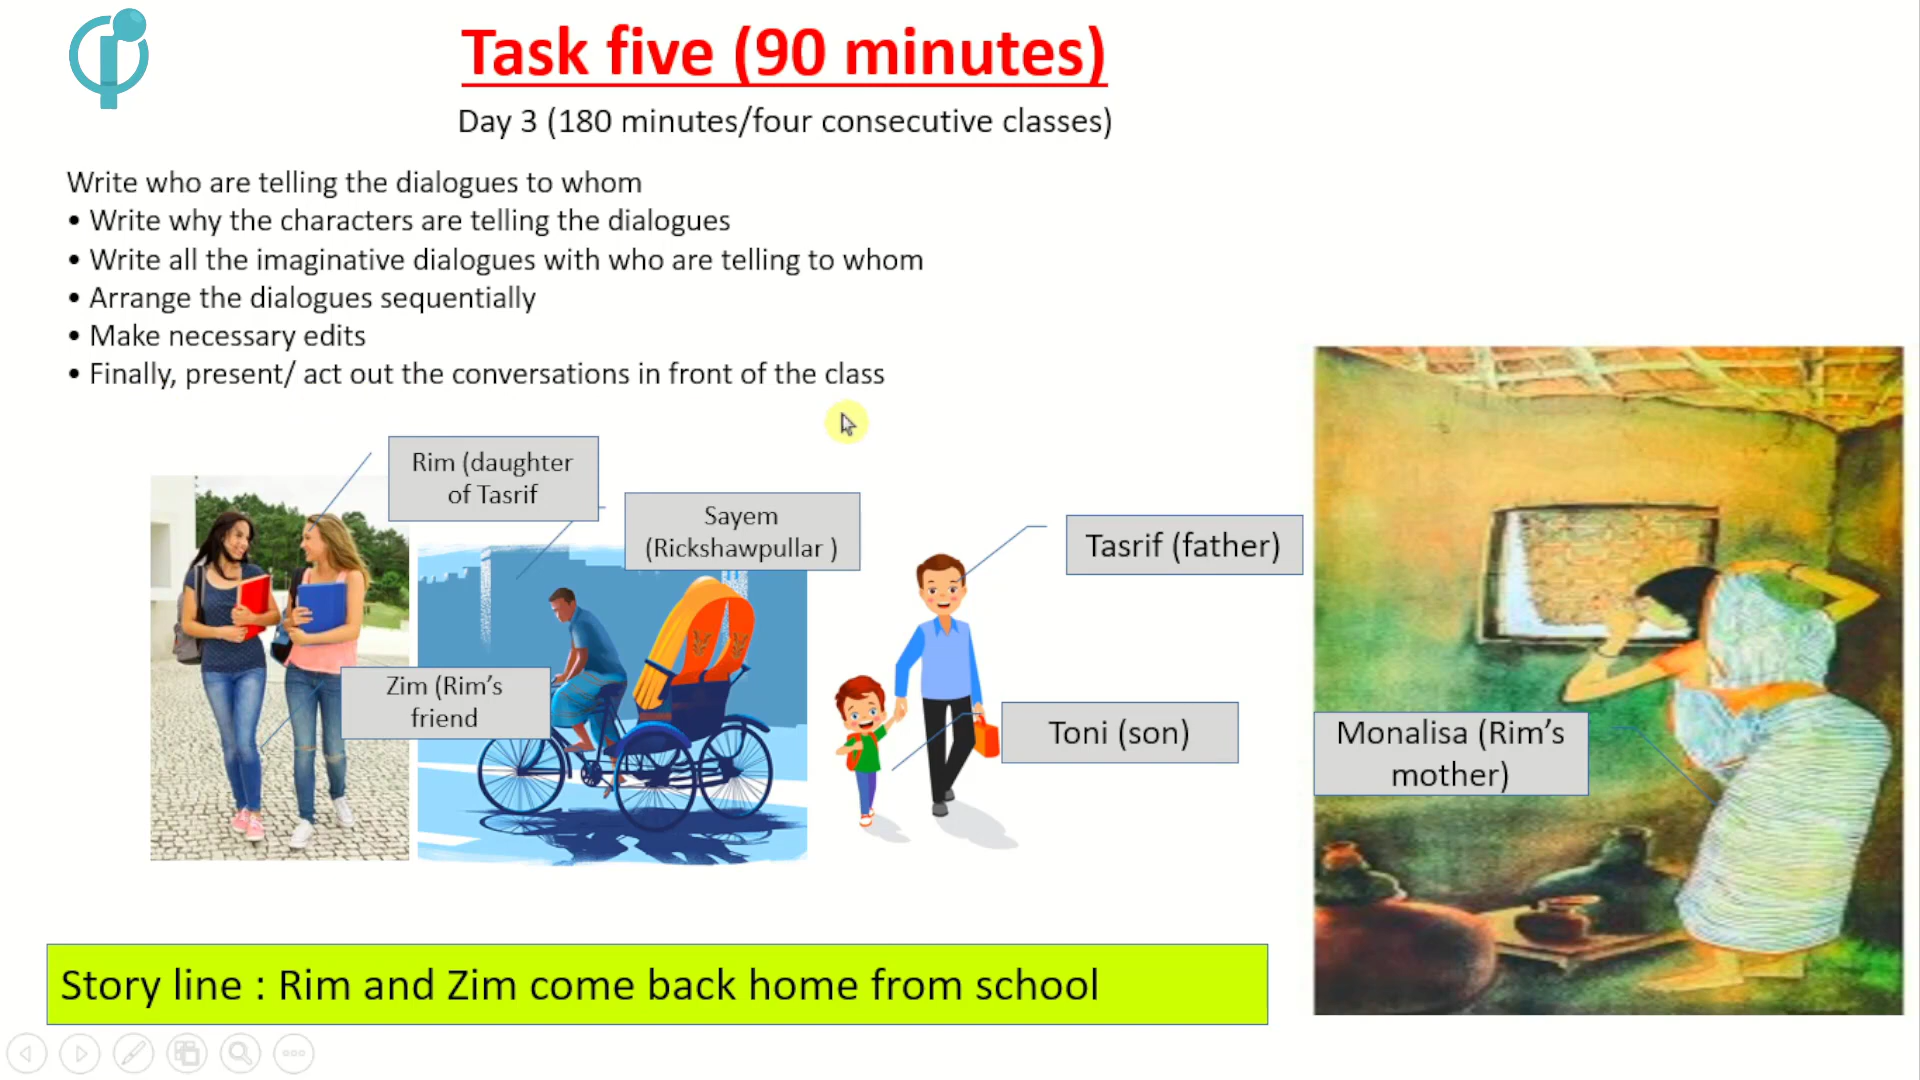 Task five (90 minutes)
Day 3 (180 minutes/four consecutive classes)
Write who are telling the dialogues to whom
• Write why the characters are telling the dialogues
• Write all the imaginative dialogues with who are telling to whom
• Arrange the dialogues sequentially
• Make necessary edits
• Finally, present/ act out the conversations in front of the class
Rim (daughter
of Tasrif
Sayem
(Rickshawpullar )
Tasrif (father)
Zim (Rim's
friend
Toni (son)
Monalisa (Rim's
mother)
Story line : Rim and Zim come back home from school